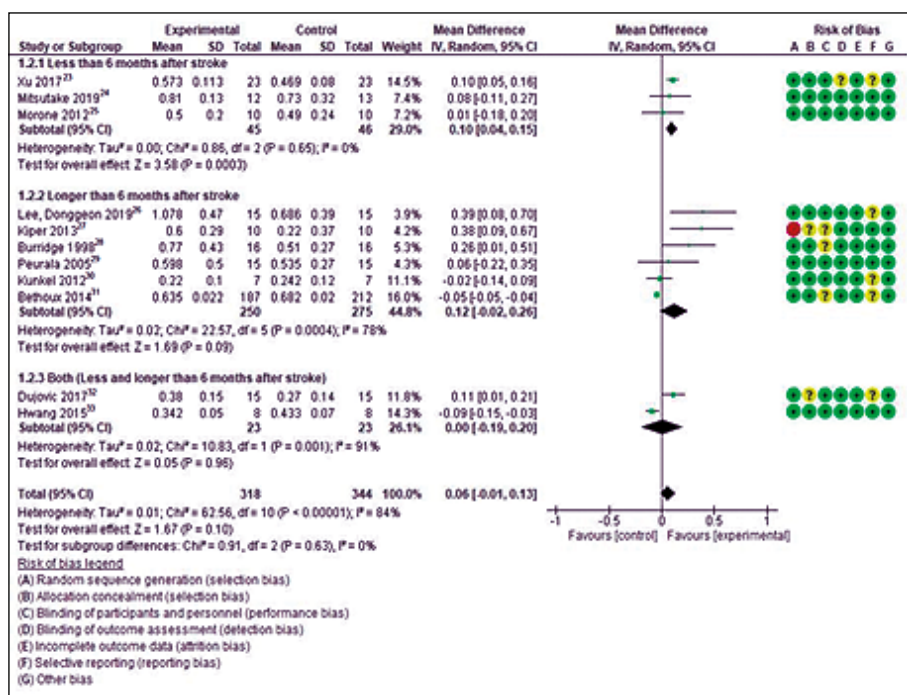 Experimental Control Mean Difference Mean Difference Risk of Bias
Study or Subgroup Mean SD Total Mean SD Total Weight IV, Random, 95% CI IV, Random, 95% CI A B C D E F G
1.2.1 Less than 6 months after stroke
Xu 2017²³ 0.573 0.113 23 0.469 0.08 23 14.5% 0.10 [0.05, 0.16] + + + ? + ? +
Mitsutake 2019²⁴ 0.81 0.13 12 0.73 0.32 13 7.4% 0.08 [-0.11, 0.27] + + + + + + +
Morone 2012²⁵ 0.5 0.2 10 0.49 0.24 10 7.2% 0.01 [-0.18, 0.20] + + + + + + +
Subtotal (95% CI) 45 46 29.0% 0.10 [0.04, 0.15]
Heterogeneity: Tau² = 0.00; Chi² = 0.86, df = 2 (P = 0.65); I² = 0%
Test for overall effect: Z = 3.58 (P = 0.0003)
1.2.2 Longer than 6 months after stroke
Lee, Donggeon 2019²⁶ 1.078 0.47 15 0.686 0.39 15 3.9% 0.39 [0.08, 0.70] + + + + + ? +
Kiper 2013²⁷ 0.6 0.29 10 0.22 0.37 10 4.2% 0.38 [0.09, 0.67] ? ? + + + +
Burridge 1998²⁸ 0.77 0.43 16 0.51 0.27 16 5.2% 0.26 [0.01, 0.51] + + ? + + + +
Peurala 2005²⁹ 0.598 0.5 15 0.535 0.27 15 4.4% 0.06 [-0.22, 0.35] + + + + + + +
Kunkel 2012³⁰ 0.22 0.1 7 0.242 0.12 7 11.1% -0.02 [-0.14, 0.09] + + + + + ? +
Bethoux 2014³¹ 0.635 0.022 187 0.682 0.02 212 16.0% -0.05 [-0.05, -0.04] + + ? + + ? +
Subtotal (95% CI) 250 275 44.8% 0.12 [-0.02, 0.26]
Heterogeneity: Tau² = 0.02; Chi² = 22.57, df = 5 (P = 0.0004); I² = 78%
Test for overall effect: Z = 1.69 (P = 0.09)
1.2.3 Both (Less and longer than 6 months after stroke)
Dujovic 2017³² 0.38 0.15 15 0.27 0.14 15 11.8% 0.11 [0.01, 0.21] + ? + + + ? +
Hwang 2015³³ 0.342 0.05 8 0.433 0.07 8 14.3% -0.09 [-0.15, -0.03] + + + + + + +
Subtotal (95% CI) 23 23 26.1% 0.00 [-0.19, 0.20]
Heterogeneity: Tau² = 0.02; Chi² = 10.83, df = 1 (P = 0.001); I² = 91%
Test for overall effect: Z = 0.05 (P = 0.96)
Total (95% CI) 318 344 100.0% 0.06 [-0.01, 0.13]
Heterogeneity: Tau² = 0.01; Chi² = 62.56, df = 10 (P < 0.00001); I² = 84%
Test for overall effect: Z = 1.67 (P = 0.10)
Test for subgroup differences: Chi² = 0.91, df = 2 (P = 0.63), I² = 0%
-1 -0.5 0 0.5 1
Favours [control] Favours [experimental]
Risk of bias legend
(A) Random sequence generation (selection bias)
(B) Allocation concealment (selection bias)
(C) Blinding of participants and personnel (performance bias)
(D) Blinding of outcome assessment (detection bias)
(E) Incomplete outcome data (attrition bias)
(F) Selective reporting (reporting bias)
(G) Other bias